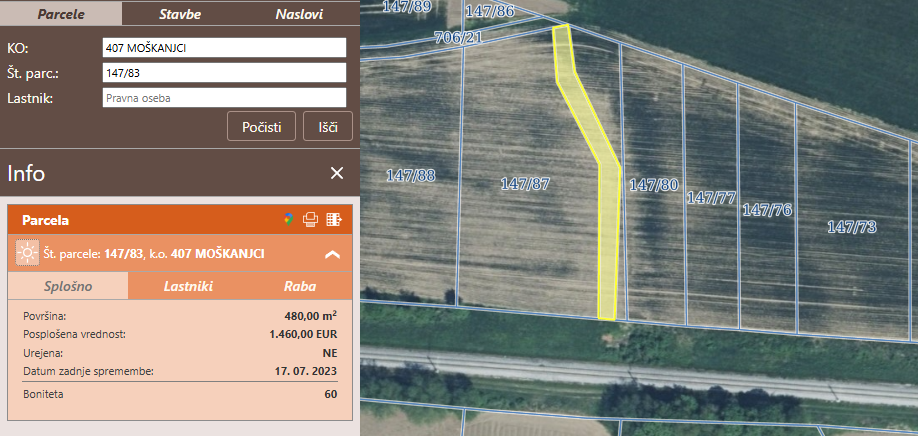 Parcele Stavbe Naslovi
KO: 407 MOŠKANJCI
Št. parc.: 147/83
Lastnik: Pravna oseba
Počisti Išči
Info
Parcela
Št. parcele: 147/83, k.o. 407 MOŠKANJCI
Splošno Lastniki Raba
Površina: 480,00 m²
Posplošena vrednost: 1.460,00 EUR
Urejena: NE
Datum zadnje spremembe: 17. 07. 2023
Boniteta 60
147/89
147/86
706/21
147/88
147/87
147/80
147/77
147/76
147/73